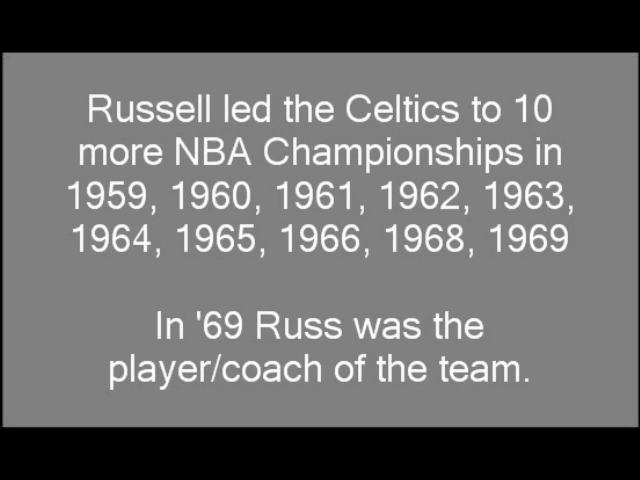 Russell led the Celtics to 10
more NBA Championships in
1959, 1960, 1961, 1962, 1963,
1964, 1965, 1966, 1968, 1969
In '69 Russ was the
player/coach of the team.